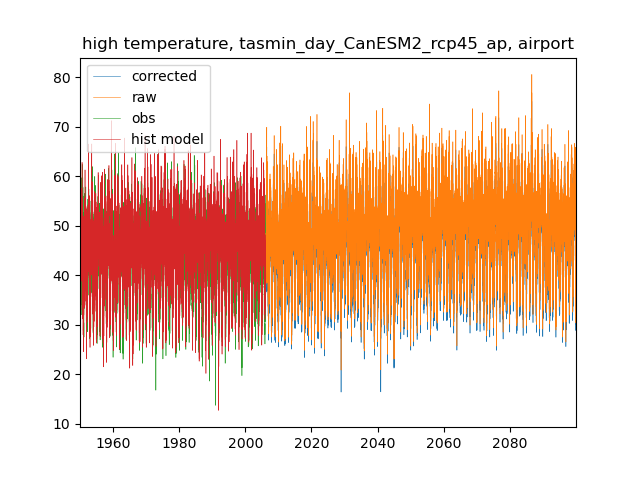 high temperature, tasmin_day_CanESM2_rcp45_ap, airport
corrected
raw
obs
hist model
80
70
60
50
40
30
20
10
1960 1980 2000 2020 2040 2060 2080